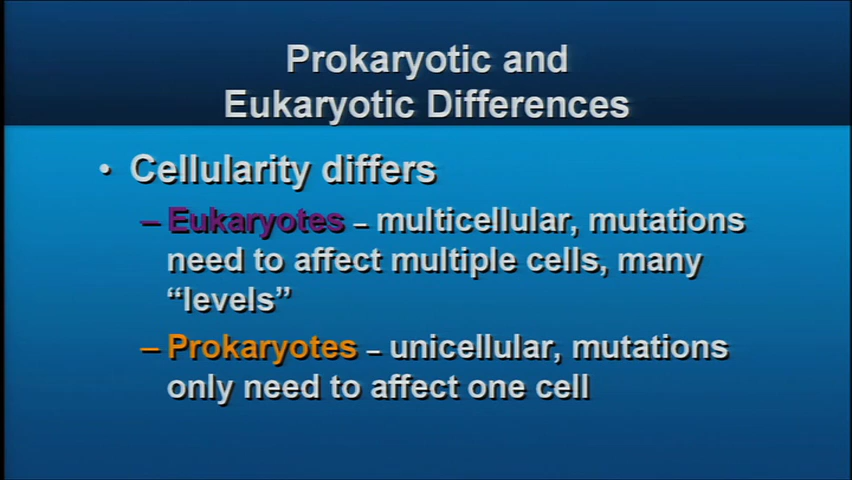 Prokaryotic and
Eukaryotic Differences
• Cellularity differs
– Eukaryotes – multicellular, mutations
need to affect multiple cells, many
“levels”
– Prokaryotes – unicellular, mutations
only need to affect one cell